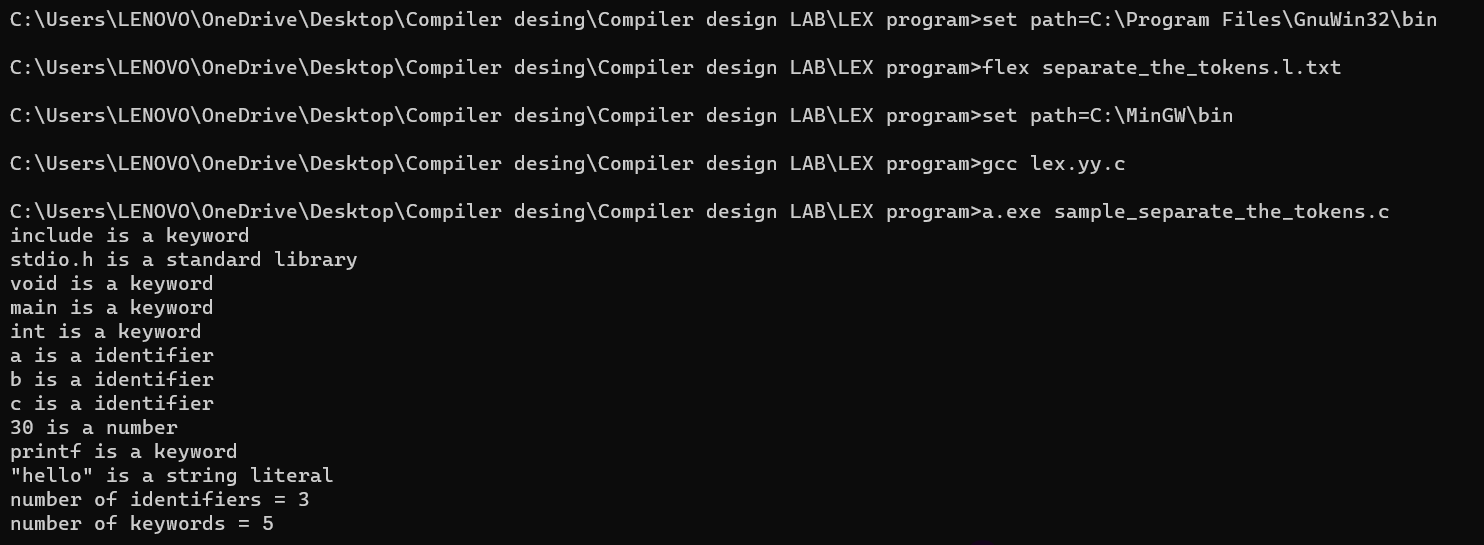 C:\Users\LENOVO\OneDrive\Desktop\Compiler desing\Compiler design LAB\LEX program>set path=C:\Program Files\GnuWin32\bin
C:\Users\LENOVO\OneDrive\Desktop\Compiler desing\Compiler design LAB\LEX program>flex separate_the_tokens.l.txt
C:\Users\LENOVO\OneDrive\Desktop\Compiler desing\Compiler design LAB\LEX program>set path=C:\MinGW\bin
C:\Users\LENOVO\OneDrive\Desktop\Compiler desing\Compiler design LAB\LEX program>gcc lex.yy.c
C:\Users\LENOVO\OneDrive\Desktop\Compiler desing\Compiler design LAB\LEX program>a.exe sample_separate_the_tokens.c
include is a keyword
stdio.h is a standard library
void is a keyword
main is a keyword
int is a keyword
a is a identifier
b is a identifier
c is a identifier
30 is a number
printf is a keyword
"hello" is a string literal
number of identifiers = 3
number of keywords = 5